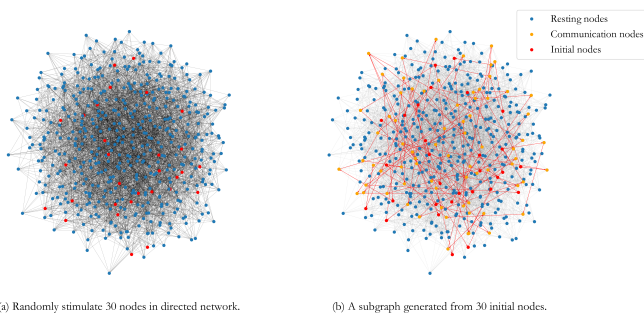 Resting nodes
Communication nodes
Initial nodes
(a) Randomly stimulate 30 nodes in directed network.
(b) A subgraph generated from 30 initial nodes.